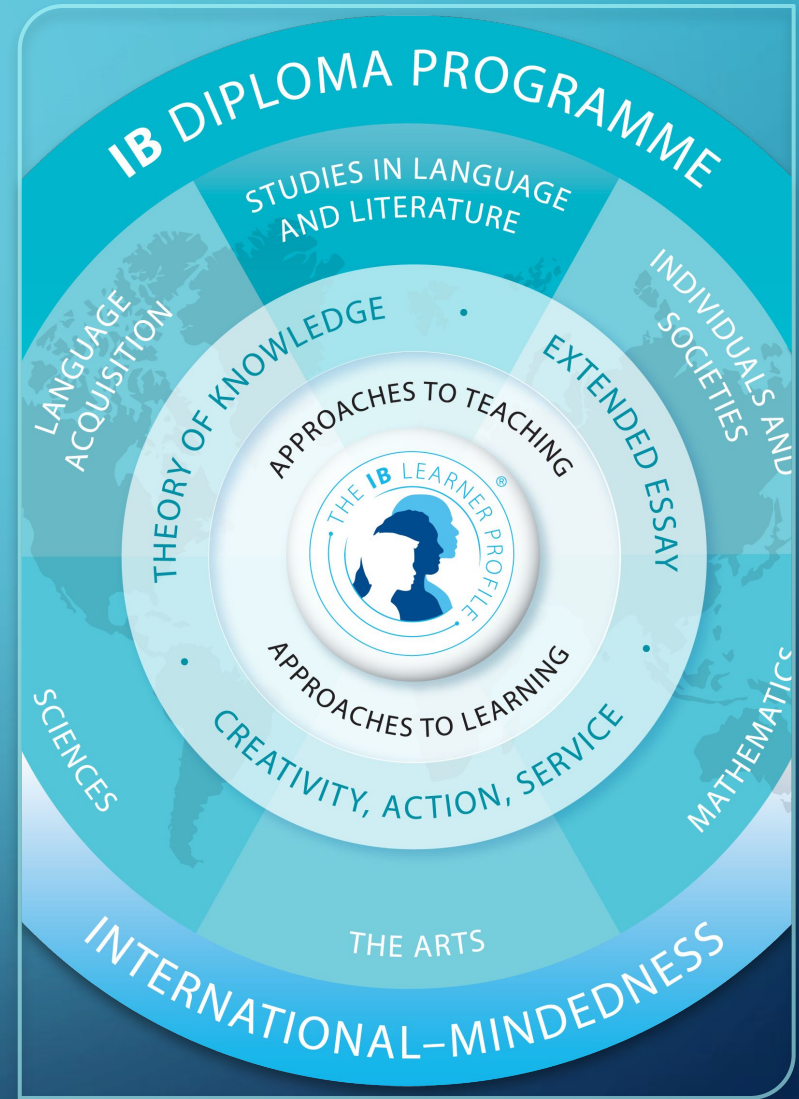 IB DIPLOMA PROGRAMME
STUDIES IN LANGUAGE
AND LITERATURE
LANGUAGE
ACQUISITION
INDIVIDUALS AND
SOCIETIES
THEORY OF KNOWLEDGE
EXTENDED ESSAY
APPROACHES TO TEACHING
THE IB LEARNER PROFILE ®
APPROACHES TO LEARNING
CREATIVITY, ACTION, SERVICE
SCIENCES
MATHEMATIC
THE ARTS
INTERNATIONAL–MINDEDNESS